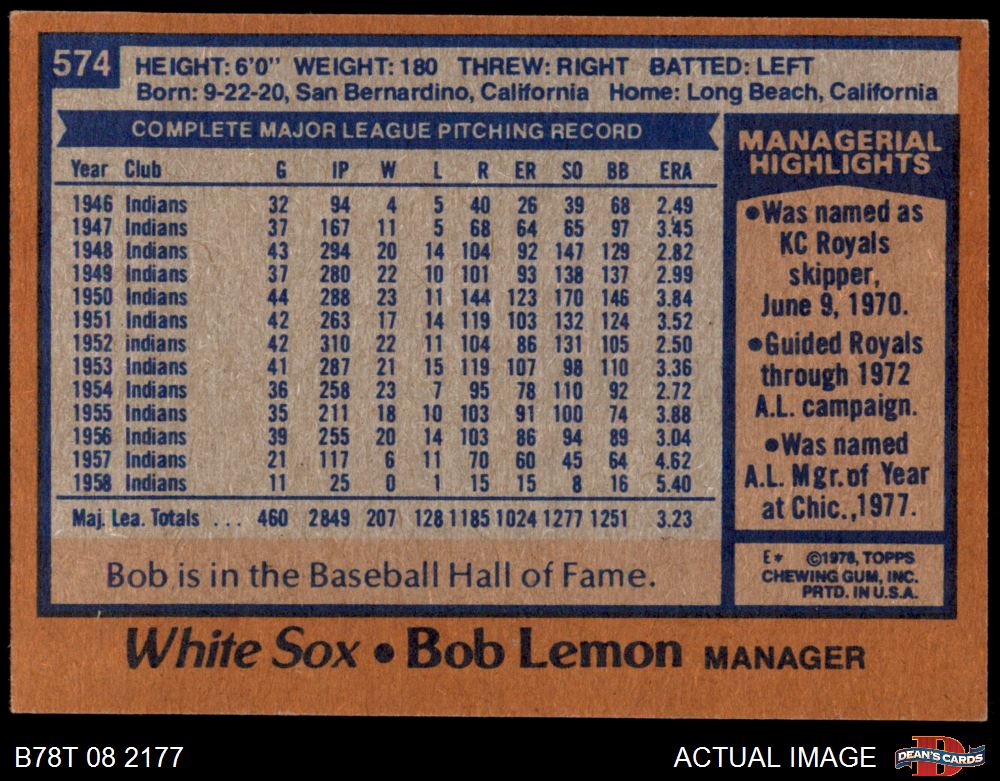 574
HEIGHT: 6'0" WEIGHT: 180 THREW: RIGHT BATTED: LEFT
Born: 9-22-20, San Bernardino, California Home: Long Beach, California
COMPLETE MAJOR LEAGUE PITCHING RECORD
Year Club G IP W L R ER SO BB ERA
1946 Indians 32 94 4 5 40 26 39 68 2.49
1947 Indians 37 167 11 5 68 64 65 97 3.45
1948 Indians 43 294 20 14 104 92 147 129 2.82
1949 Indians 37 280 22 10 101 93 138 137 2.99
1950 Indians 44 288 23 11 144 123 170 146 3.84
1951 Indians 42 263 17 14 119 103 132 124 3.52
1952 Indians 42 310 22 11 104 86 131 105 2.50
1953 Indians 41 287 21 15 119 107 98 110 3.36
1954 Indians 36 258 23 7 95 78 110 92 2.72
1955 Indians 35 211 18 10 103 91 100 74 3.88
1956 Indians 39 255 20 14 103 86 94 89 3.04
1957 Indians 21 117 6 11 70 60 45 64 4.62
1958 Indians 11 25 0 1 15 15 8 16 5.40
Maj. Lea. Totals ... 460 2849 207 128 1185 1024 1277 1251 3.23
Bob is in the Baseball Hall of Fame.
MANAGERIAL
HIGHLIGHTS
•Was named as
KC Royals
skipper,
June 9, 1970.
•Guided Royals
through 1972
A.L. campaign.
•Was named
A.L. Mgr. of Year
at Chic., 1977.
E* ©1978, TOPPS
CHEWING GUM, INC.
PRTD. IN U.S.A.
White Sox • Bob Lemon MANAGER
B78T 08 2177
ACTUAL IMAGE
D
DEAN'S CARDS